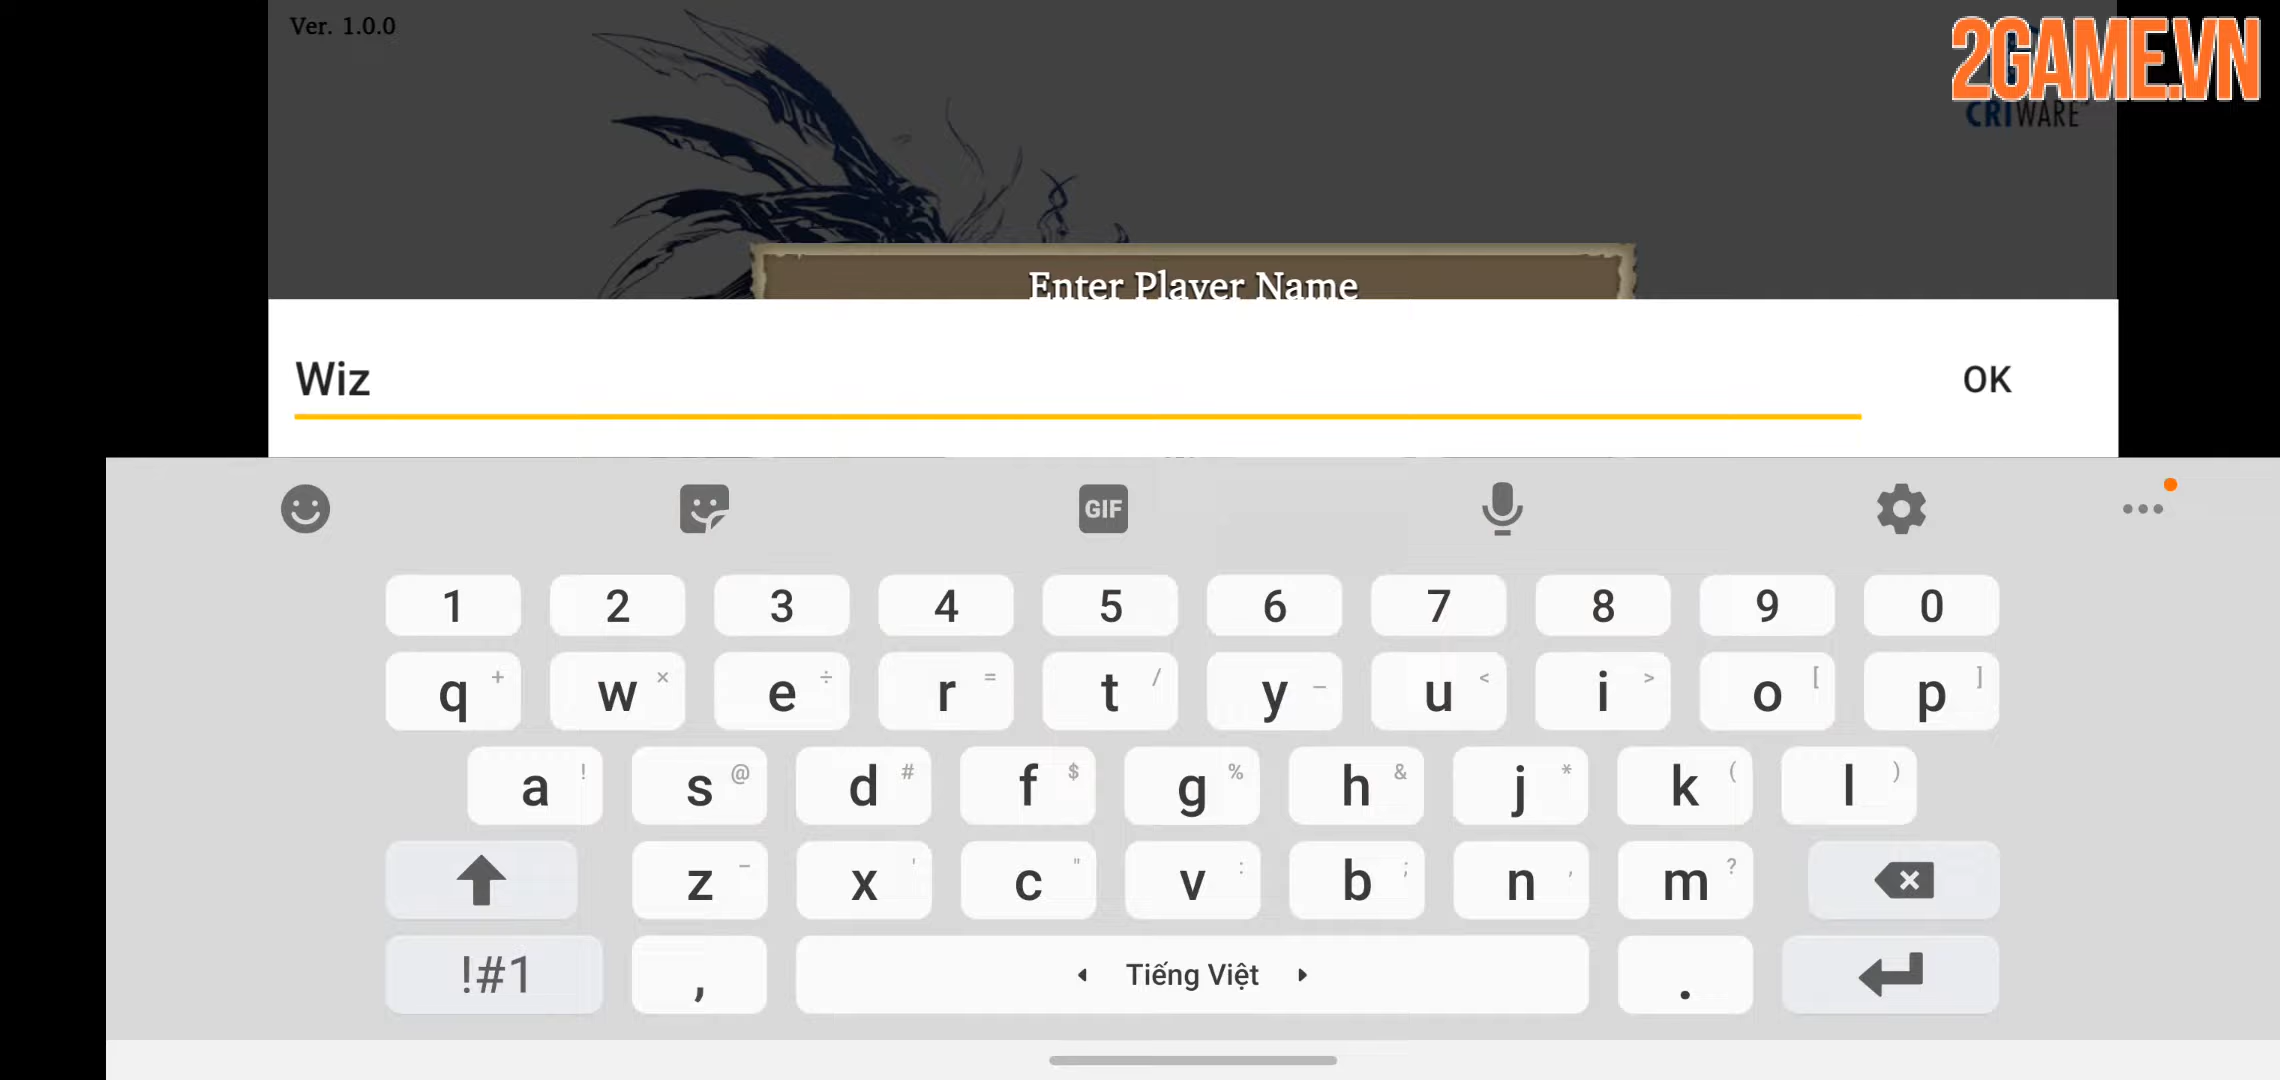 Ver. 1.0.0
2GAME.VN
CRIWARE
Enter Player Name
Wiz
OK
GIF
1 2 3 4 5 6 7 8 9 0
q + w × e ÷ r = t / y _ u < i > o [ p ]
a ! s @ d # f $ g % h & j * k ( l )
z - x ' c " v : b ; n , m ?
!#1 , Tiếng Việt .